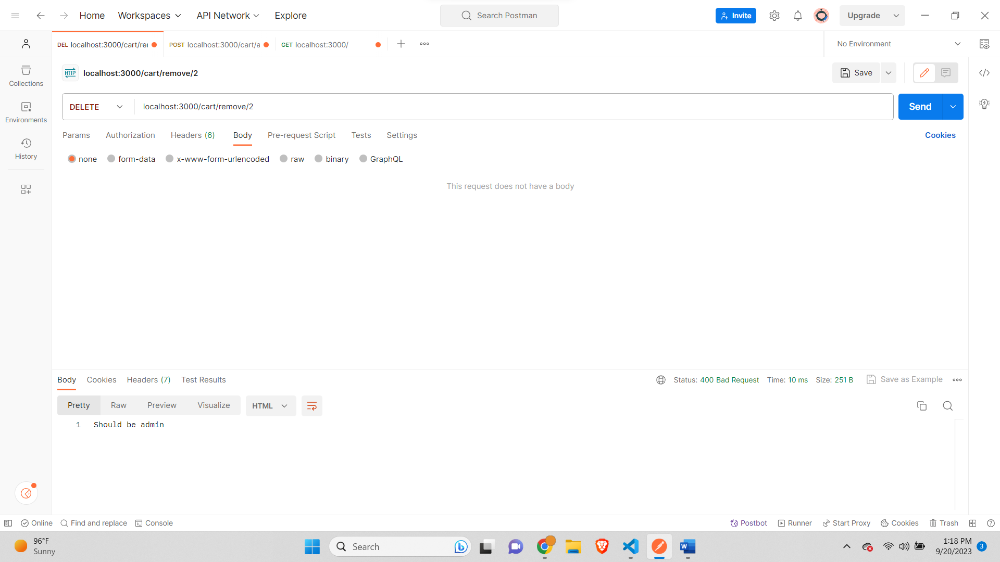 Home Workspaces API Network Explore Search Postman Invite Upgrade
DEL localhost:3000/cart/rei POST localhost:3000/cart/a GET localhost:3000/ No Environment
HTTP localhost:3000/cart/remove/2 Save
Collections
Environments
History
DELETE localhost:3000/cart/remove/2 Send
Params Authorization Headers (6) Body Pre-request Script Tests Settings Cookies
none form-data x-www-form-urlencoded raw binary GraphQL
This request does not have a body
Body Cookies Headers (7) Test Results Status: 400 Bad Request Time: 10 ms Size: 251 B Save as Example
Pretty Raw Preview Visualize HTML
1 Should be admin
Online Find and replace Console Postbot Runner Start Proxy Cookies Trash
96°F
Sunny
Search
1:18 PM
9/20/2023
3